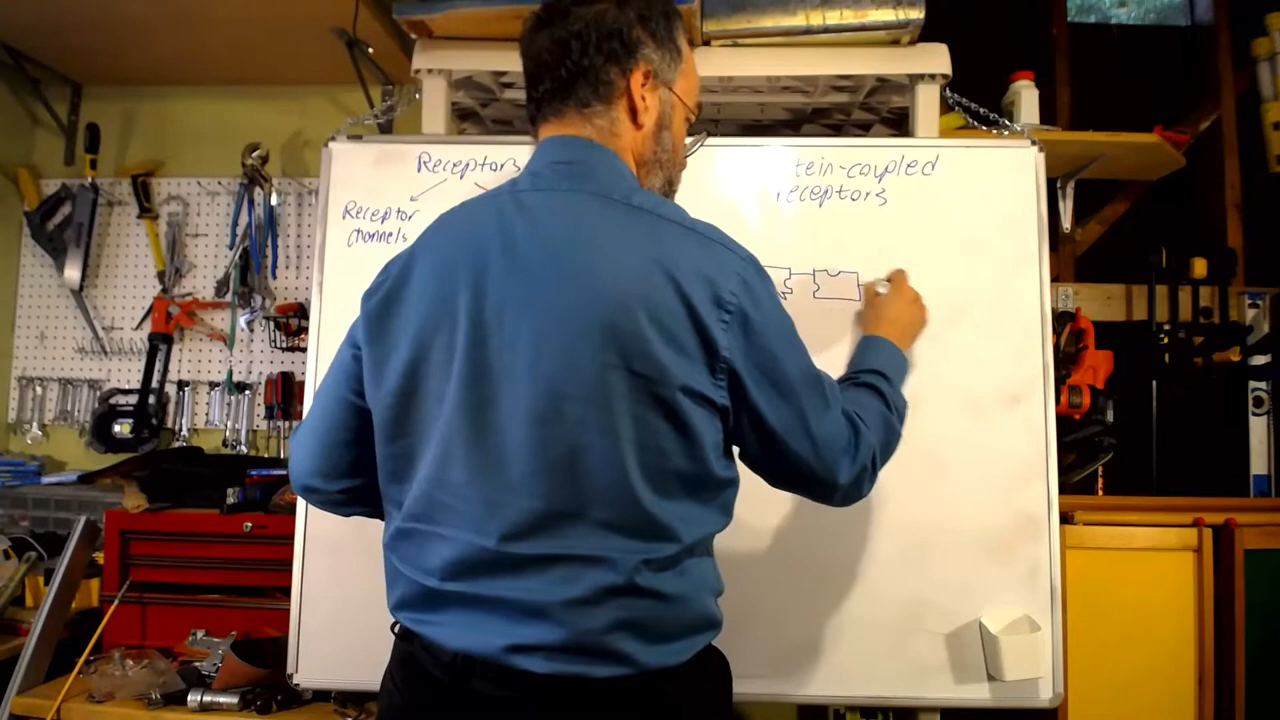 Receptors
tein-coupled
receptors
Receptor
channels